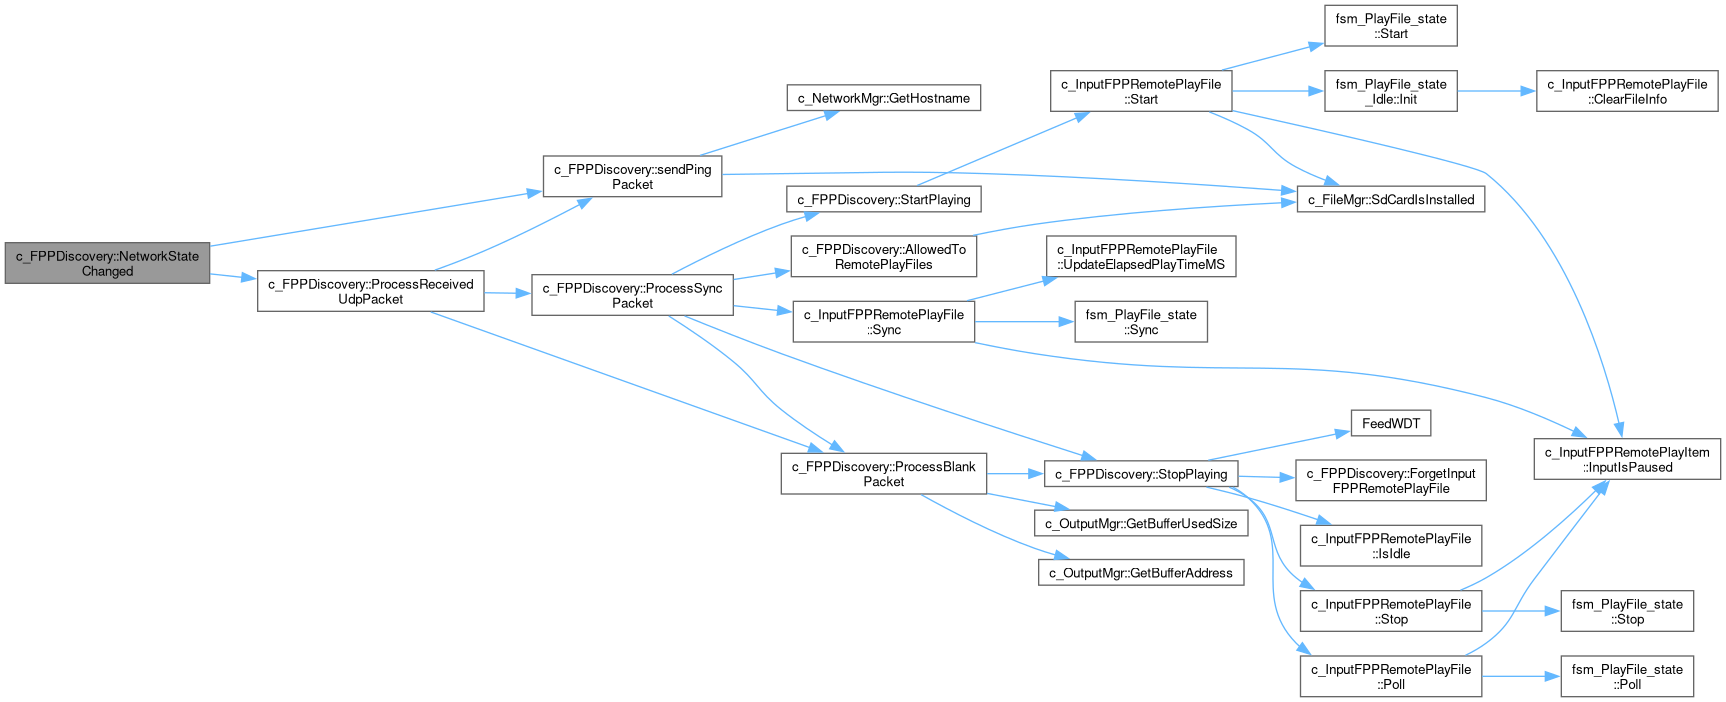 c_FPPDiscovery::NetworkState
Changed
c_FPPDiscovery::ProcessReceived
UdpPacket
c_FPPDiscovery::sendPing
Packet
c_FPPDiscovery::ProcessSync
Packet
c_NetworkMgr::GetHostname
c_FPPDiscovery::StartPlaying
c_FPPDiscovery::AllowedTo
RemotePlayFiles
c_InputFPPRemotePlayFile
::Sync
c_FPPDiscovery::ProcessBlank
Packet
c_InputFPPRemotePlayFile
::Start
c_InputFPPRemotePlayFile
::UpdateElapsedPlayTimeMS
fsm_PlayFile_state
::Sync
c_FPPDiscovery::StopPlaying
c_OutputMgr::GetBufferUsedSize
c_OutputMgr::GetBufferAddress
fsm_PlayFile_state
::Start
fsm_PlayFile_state
_Idle::Init
c_FileMgr::SdCardIsInstalled
FeedWDT
c_FPPDiscovery::ForgetInput
FPPRemotePlayFile
c_InputFPPRemotePlayFile
::IsIdle
c_InputFPPRemotePlayFile
::Stop
c_InputFPPRemotePlayFile
::Poll
c_InputFPPRemotePlayFile
::ClearFileInfo
c_InputFPPRemotePlayItem
::InputIsPaused
fsm_PlayFile_state
::Stop
fsm_PlayFile_state
::Poll